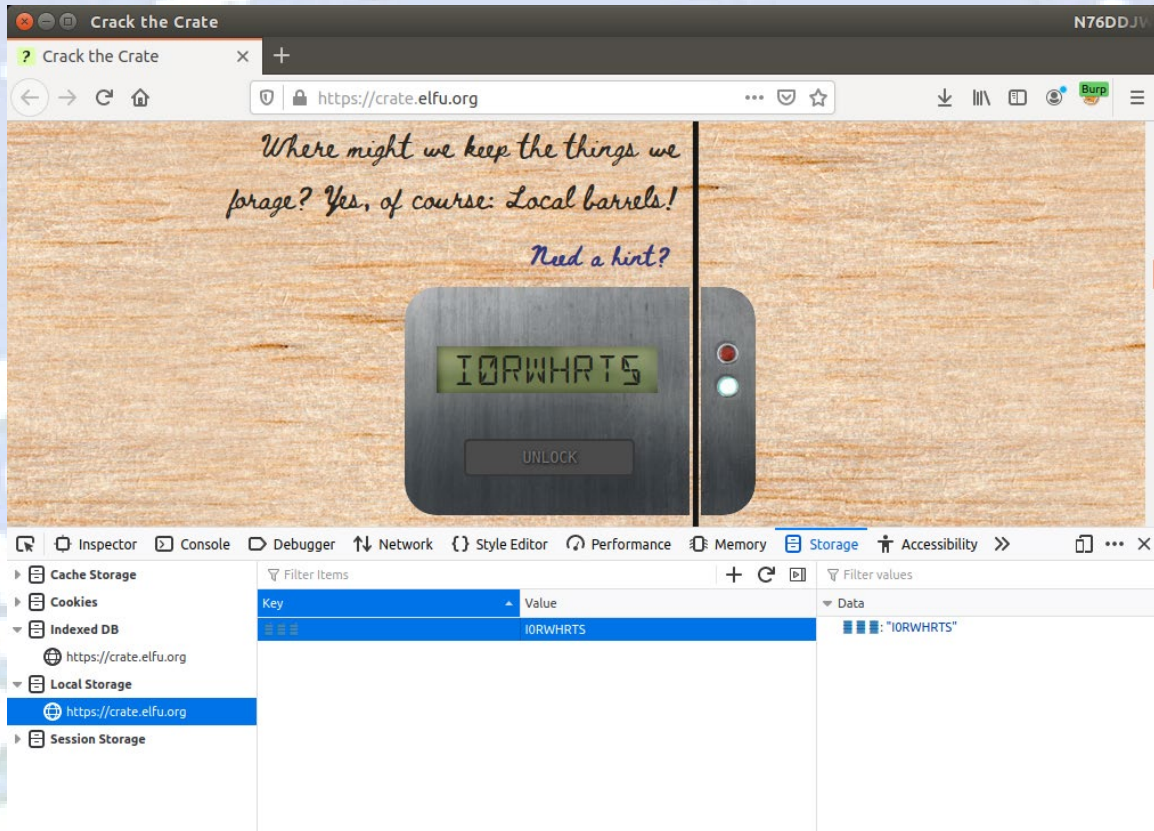 Crack the Crate
N76DDJW
? Crack the Crate
https://crate.elfu.org
Burp
Where might we keep the things we
forage? Yes, of course: Local barrels!
Need a hint?
I0RWHRTS
UNLOCK
Inspector Console Debugger Network {} Style Editor Performance Memory Storage Accessibility
Cache Storage
Filter Items
Filter values
Cookies
Key
Value
Data
Indexed DB
I0RWHRTS
: "I0RWHRTS"
https://crate.elfu.org
Local Storage
https://crate.elfu.org
Session Storage